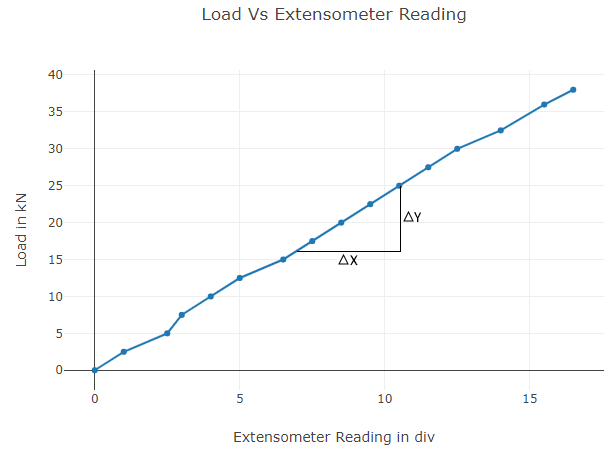 Load Vs Extensometer Reading
40
35
30
25
20
15
10
5
0
Load in kN
ΔY
ΔX
0 5 10 15
Extensometer Reading in div